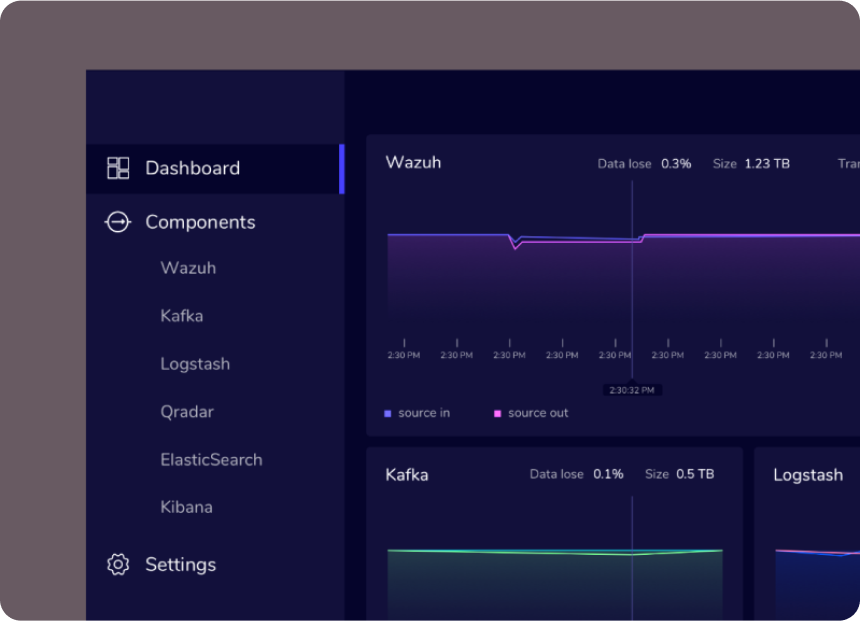 Dashboard
Components
Wazuh
Kafka
Logstash
Qradar
ElasticSearch
Kibana
Settings
Wazuh Data lose 0.3% Size 1.23 TB Tra
2:30 PM 2:30 PM 2:30 PM 2:30 PM 2:30 PM 2:30 PM 2:30 PM 2:30 PM 2:30 PM
2:30:32 PM
source in source out
Kafka Data lose 0.1% Size 0.5 TB
Logstash